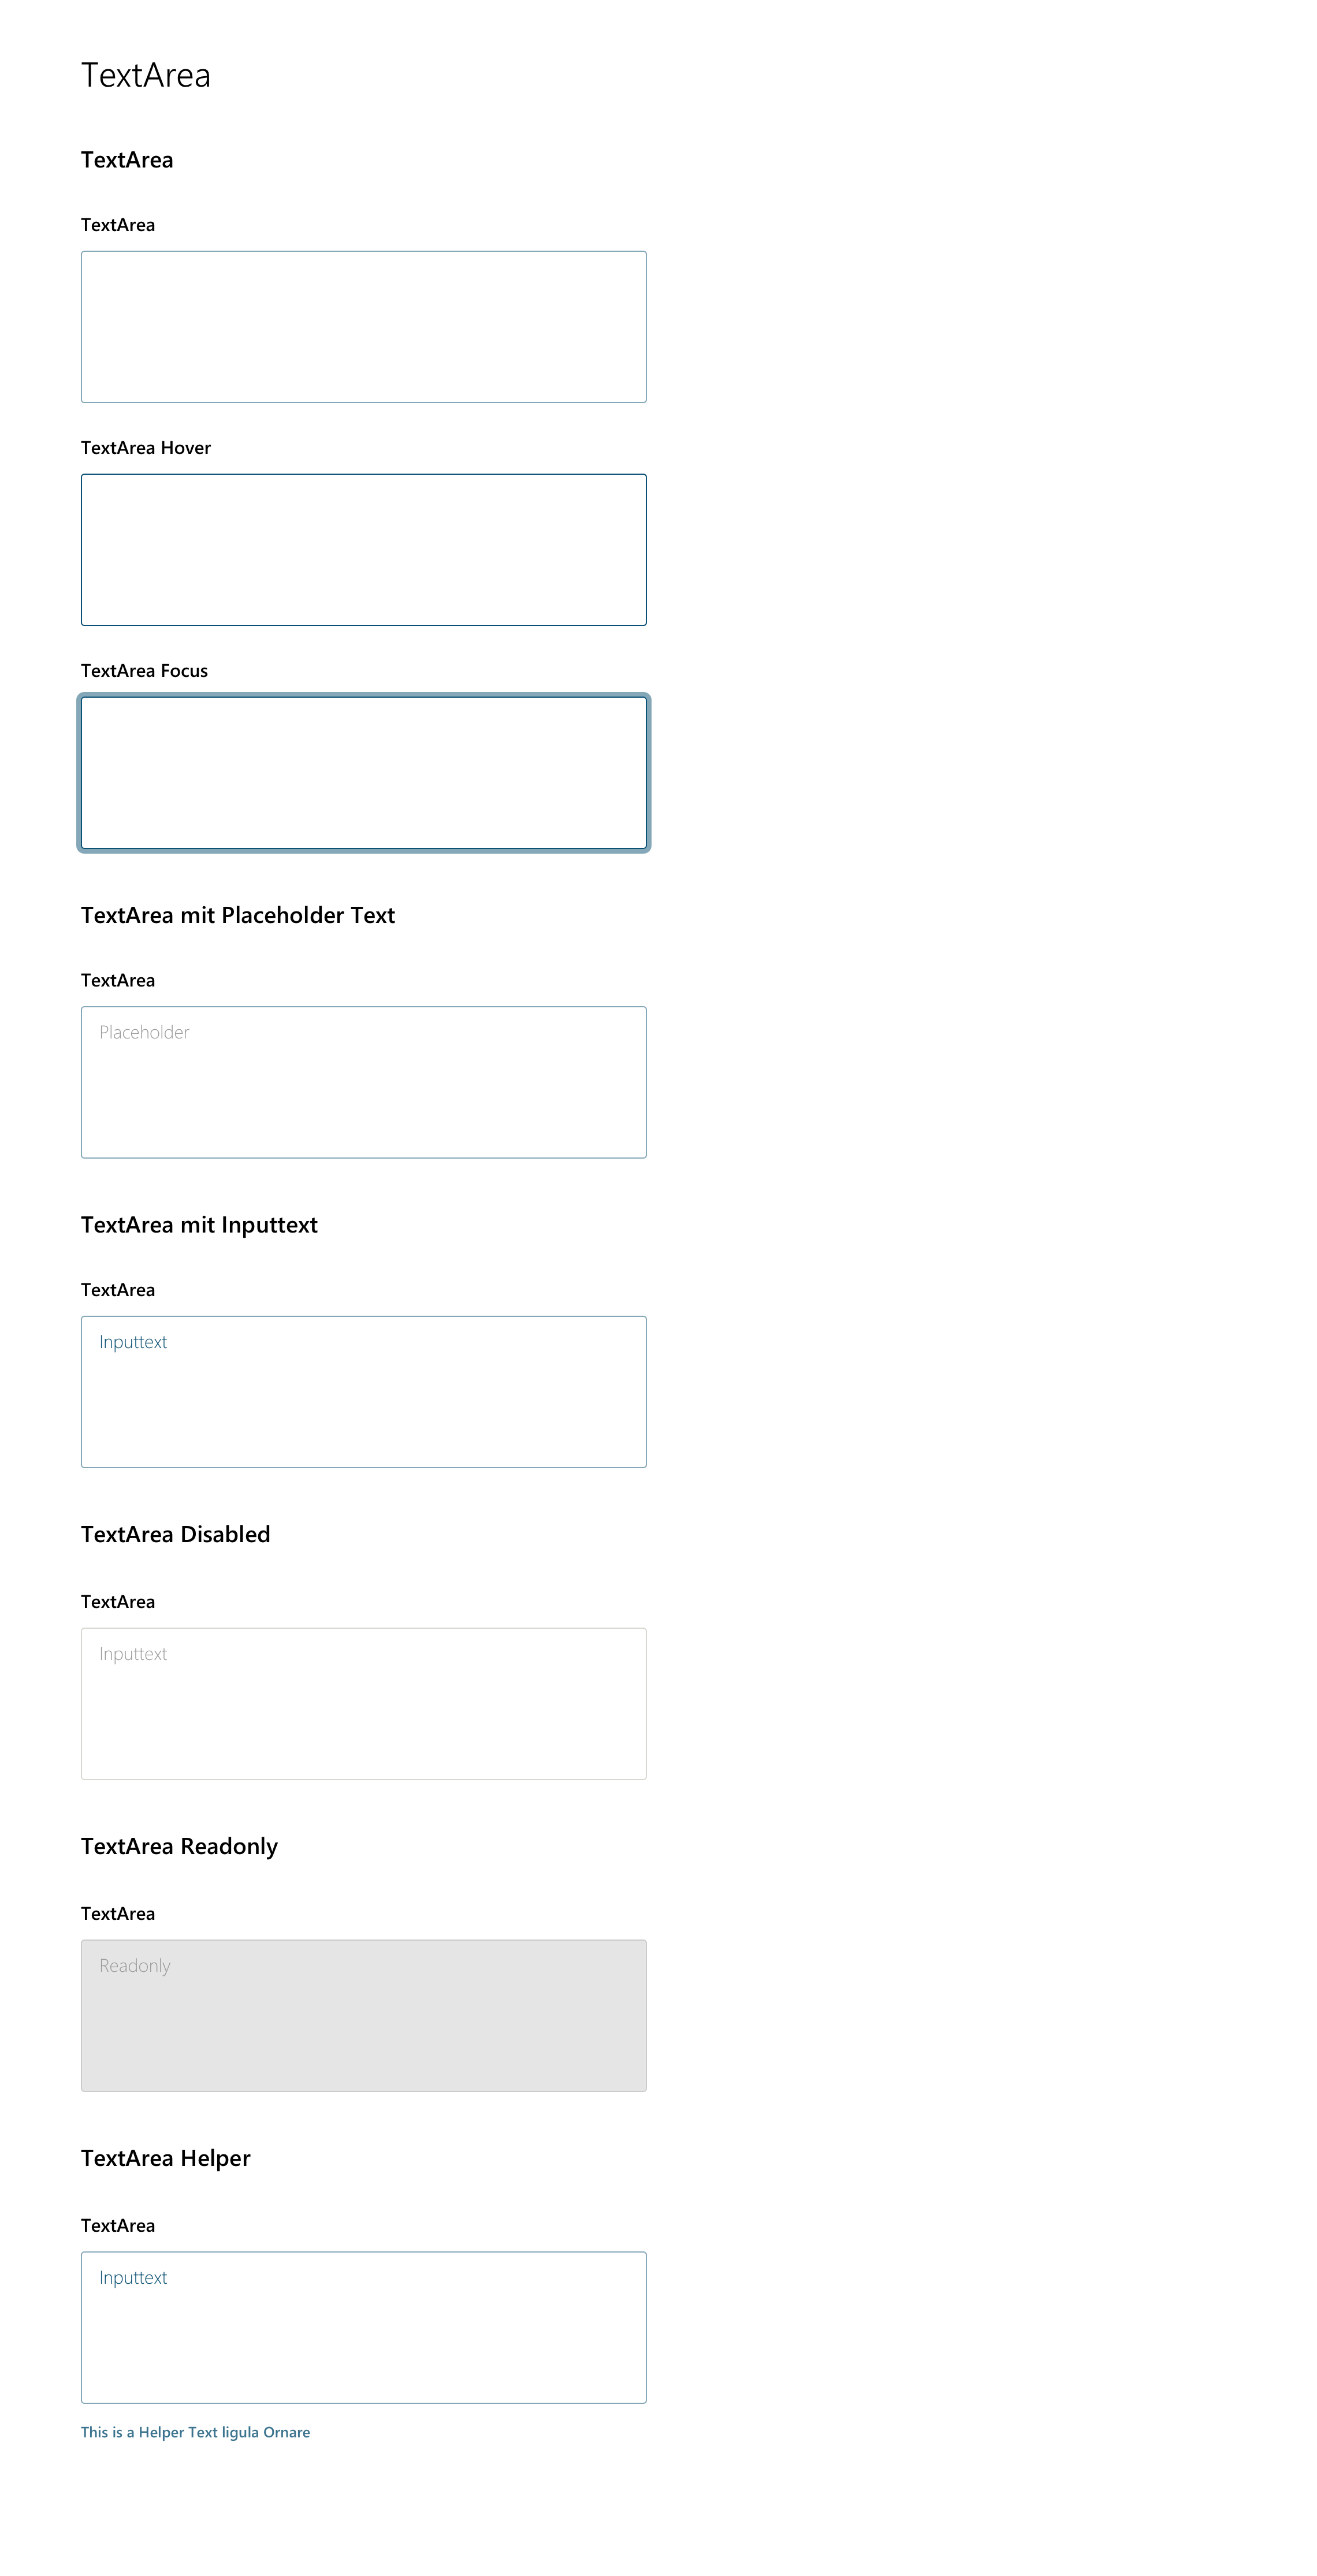 TextArea
TextArea
TextArea
TextArea Hover
TextArea Focus
TextArea mit Placeholder Text
TextArea
Placeholder
TextArea mit Inputtext
TextArea
Inputtext
TextArea Disabled
TextArea
Inputtext
TextArea Readonly
TextArea
Readonly
TextArea Helper
TextArea
Inputtext
This is a Helper Text ligula Ornare